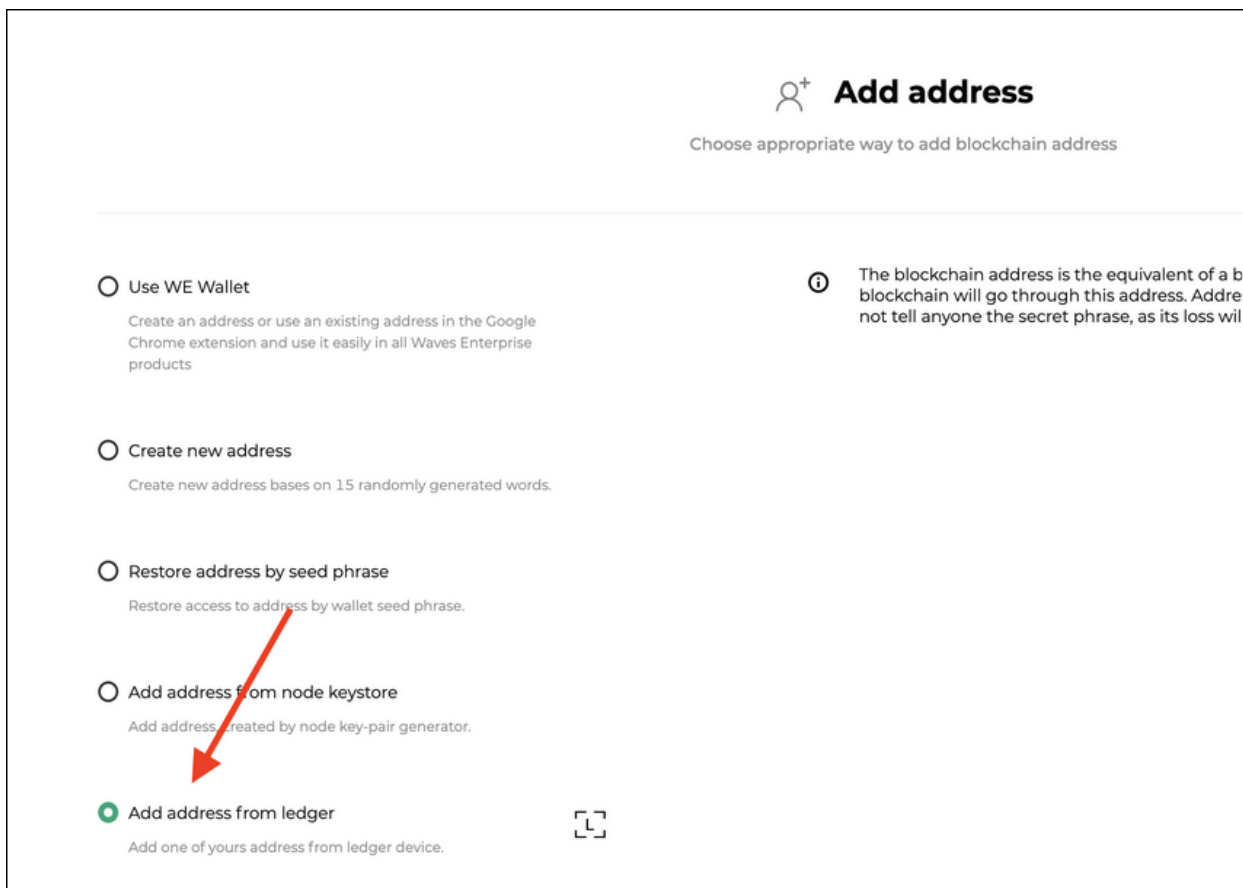 Add address
Choose appropriate way to add blockchain address
Use WE Wallet
Create an address or use an existing address in the Google
Chrome extension and use it easily in all Waves Enterprise
products
The blockchain address is the equivalent of a b
blockchain will go through this address. Addre
not tell anyone the secret phrase, as its loss wil
Create new address
Create new address bases on 15 randomly generated words.
Restore address by seed phrase
Restore access to address by wallet seed phrase.
Add address from node keystore
Add address, created by node key-pair generator.
Add address from ledger
L
Add one of yours address from ledger device.